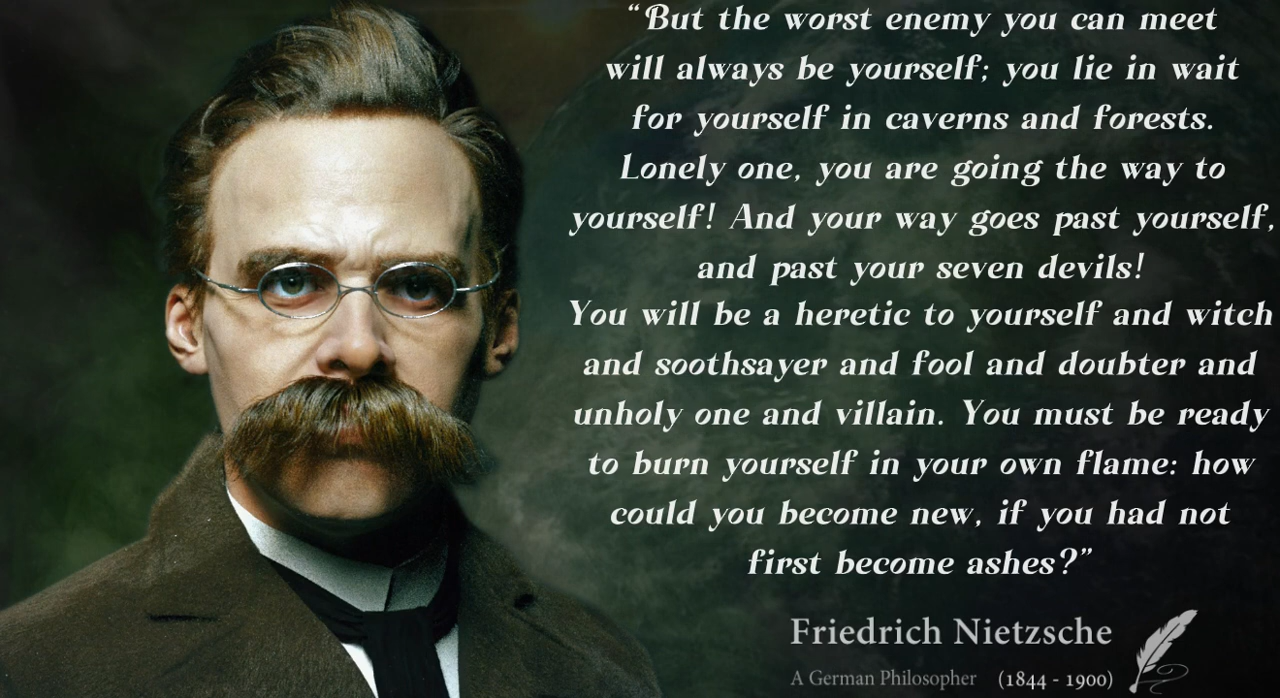 “But the worst enemy you can meet
will always be yourself; you lie in wait
for yourself in caverns and forests.
Lonely one, you are going the way to
yourself! And your way goes past yourself,
and past your seven devils!
You will be a heretic to yourself and witch
and soothsayer and fool and doubter and
unholy one and villain. You must be ready
to burn yourself in your own flame: how
could you become new, if you had not
first become ashes?”
Friedrich Nietzsche
A German Philosopher (1844 - 1900)